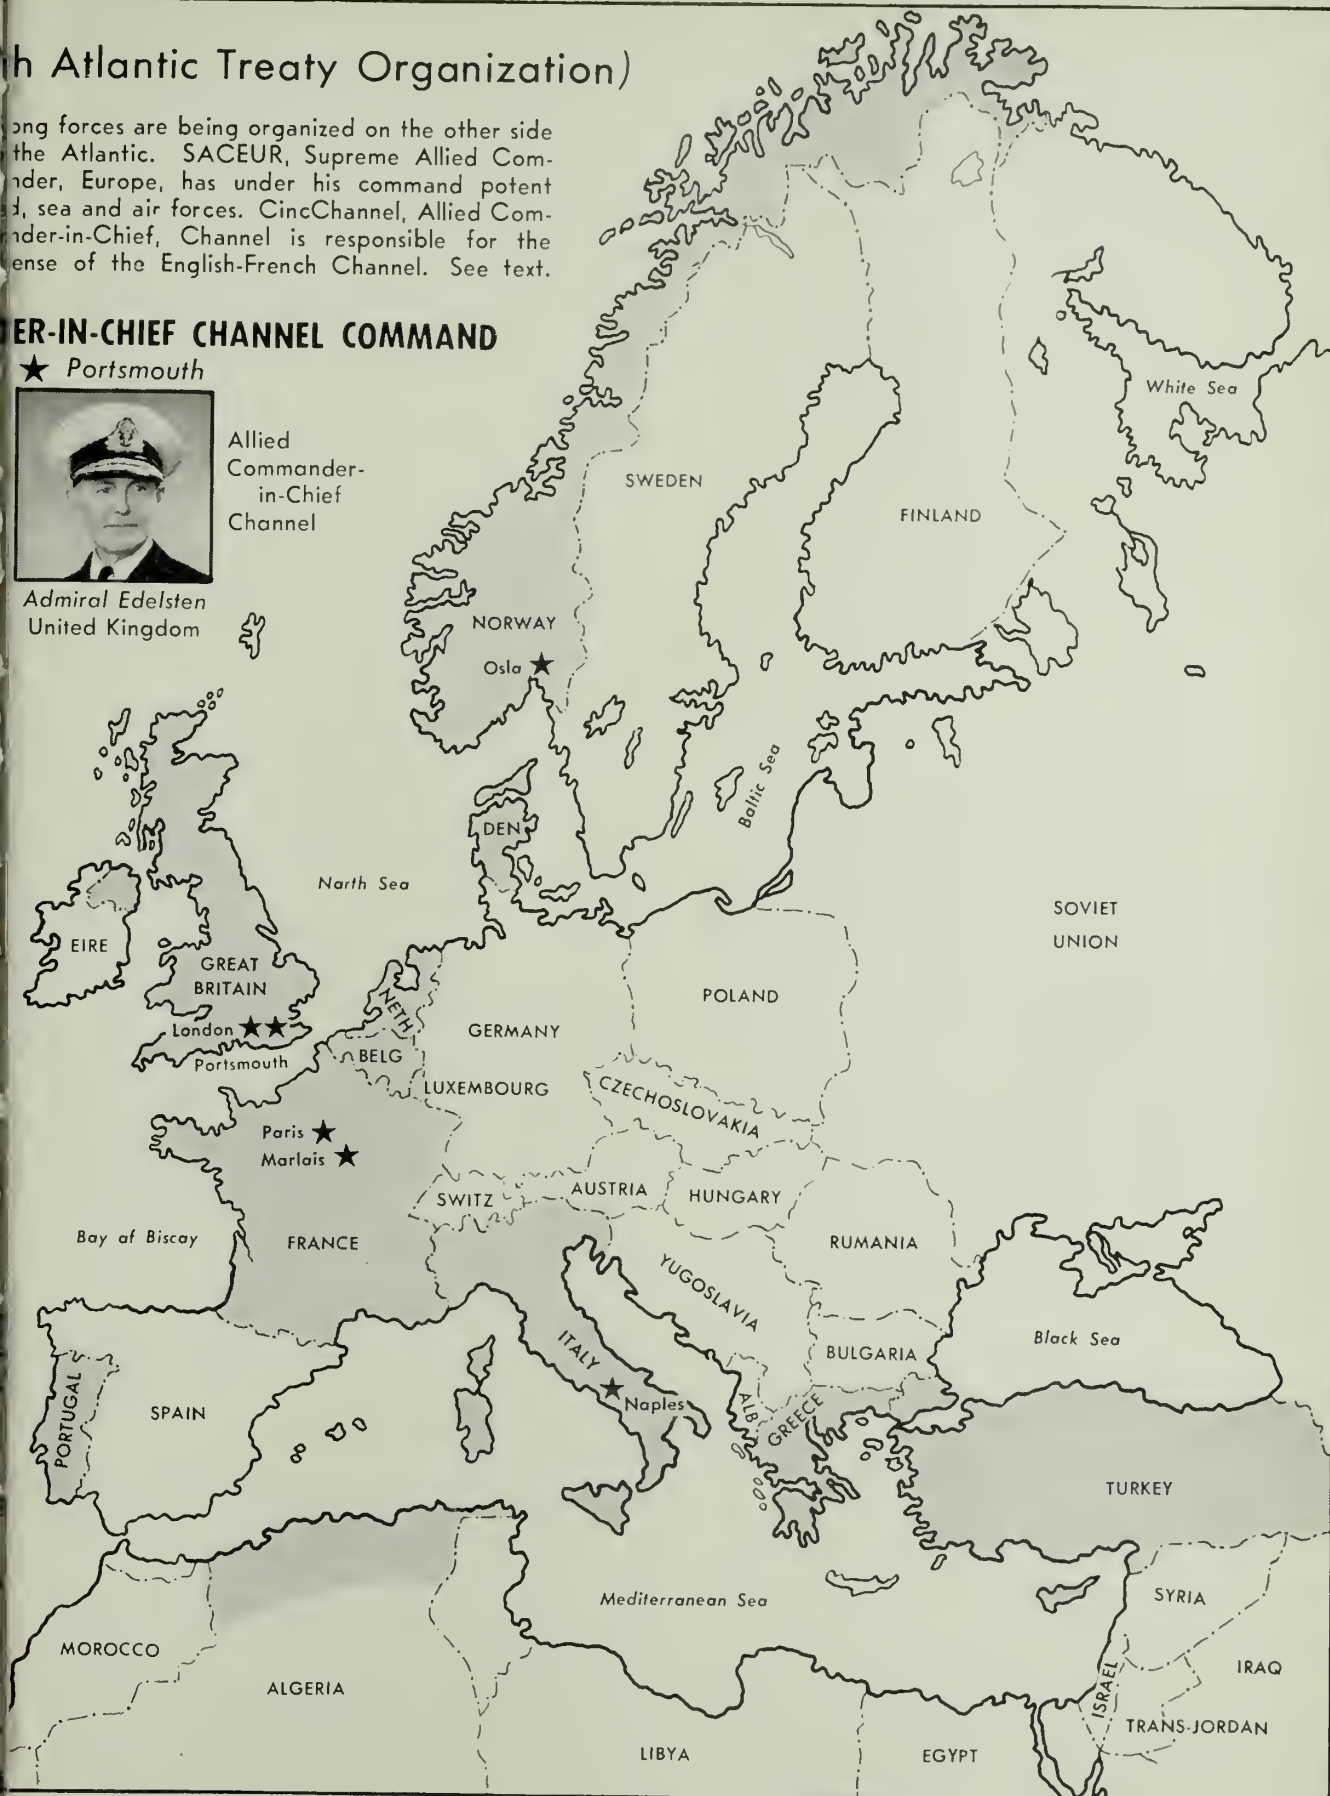 h Atlantic Treaty Organization)
ong forces are being organized on the other side
the Atlantic. SACEUR, Supreme Allied Com-
nder, Europe, has under his command potent
d, sea and air forces. CincChannel, Allied Com-
nder-in-Chief, Channel is responsible for the
ense of the English-French Channel. See text.
ER-IN-CHIEF CHANNEL COMMAND
★ Portsmouth
Allied
Commander-
in-Chief
Channel
Admiral Edelsten
United Kingdom
White Sea
SWEDEN
FINLAND
NORWAY
Osla ★
Baltic Sea
DEN
Narth Sea
SOVIET
UNION
EIRE
GREAT
BRITAIN
London ★★
Portsmouth
NETH
BELG
GERMANY
POLAND
LUXEMBOURG
CZECHOSLOVAKIA
Paris ★
Marlais ★
SWITZ
AUSTRIA
HUNGARY
Bay af Biscay
FRANCE
RUMANIA
YUGOSLAVIA
Black Sea
ITALY
BULGARIA
★ Naples
ALB
GREECE
PORTUGAL
SPAIN
TURKEY
Mediterranean Sea
SYRIA
MOROCCO
ALGERIA
ISRAEL
IRAQ
TRANS-JORDAN
LIBYA
EGYPT